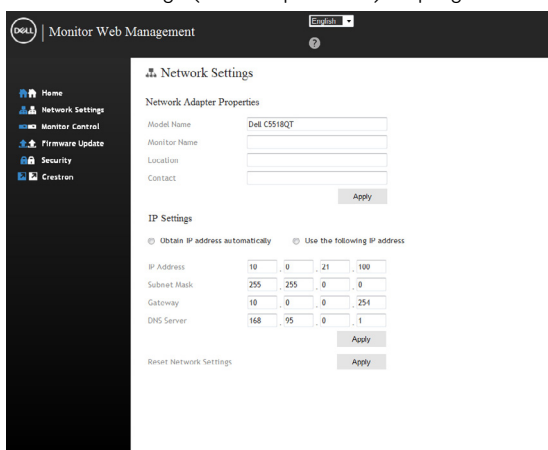 DELL
Monitor Web Management
English
?
Home
Network Settings
Monitor Control
Firmware Update
Security
Crestron
Network Settings
Network Adapter Properties
Model Name Dell C5518QT
Monitor Name
Location
Contact
Apply
IP Settings
Obtain IP address automatically Use the following IP address
IP Address 10 . 0 . 21 . 100
Subnet Mask 255 . 255 . 0 . 0
Gatoway 10 . 0 . 0 . 254
DNS Server 168 . 95 . 0 . 1
Apply
Reset Network Settings Apply